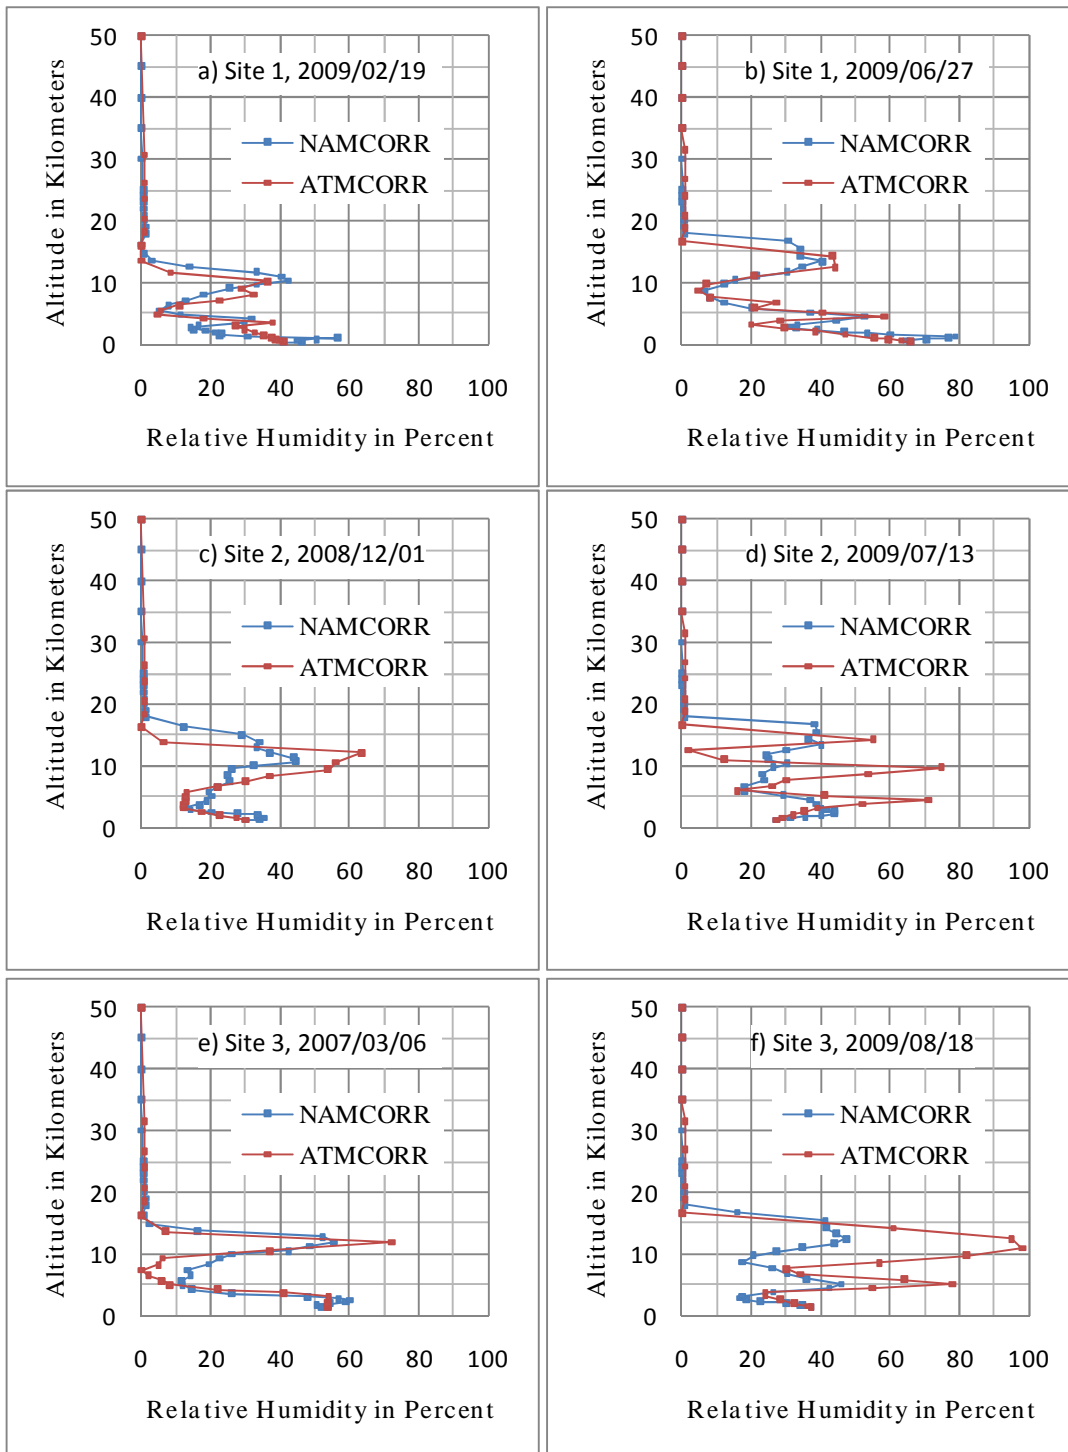 a) Site 1, 2009/02/19
50
40
30
20
10
0
Altitude in Kilometers
NAMCORR
ATMCORR
0 20 40 60 80 100
Relative Humidity in Percent
b) Site 1, 2009/06/27
50
40
30
20
10
0
Altitude in Kilometers
NAMCORR
ATMCORR
0 20 40 60 80 100
Relative Humidity in Percent
c) Site 2, 2008/12/01
50
40
30
20
10
0
Altitude in Kilometers
NAMCORR
ATMCORR
0 20 40 60 80 100
Relative Humidity in Percent
d) Site 2, 2009/07/13
50
40
30
20
10
0
Altitude in Kilometers
NAMCORR
ATMCORR
0 20 40 60 80 100
Relative Humidity in Percent
e) Site 3, 2007/03/06
50
40
30
20
10
0
Altitude in Kilometers
NAMCORR
ATMCORR
0 20 40 60 80 100
Relative Humidity in Percent
f) Site 3, 2009/08/18
50
40
30
20
10
0
Altitude in Kilometers
NAMCORR
ATMCORR
0 20 40 60 80 100
Relative Humidity in Percent